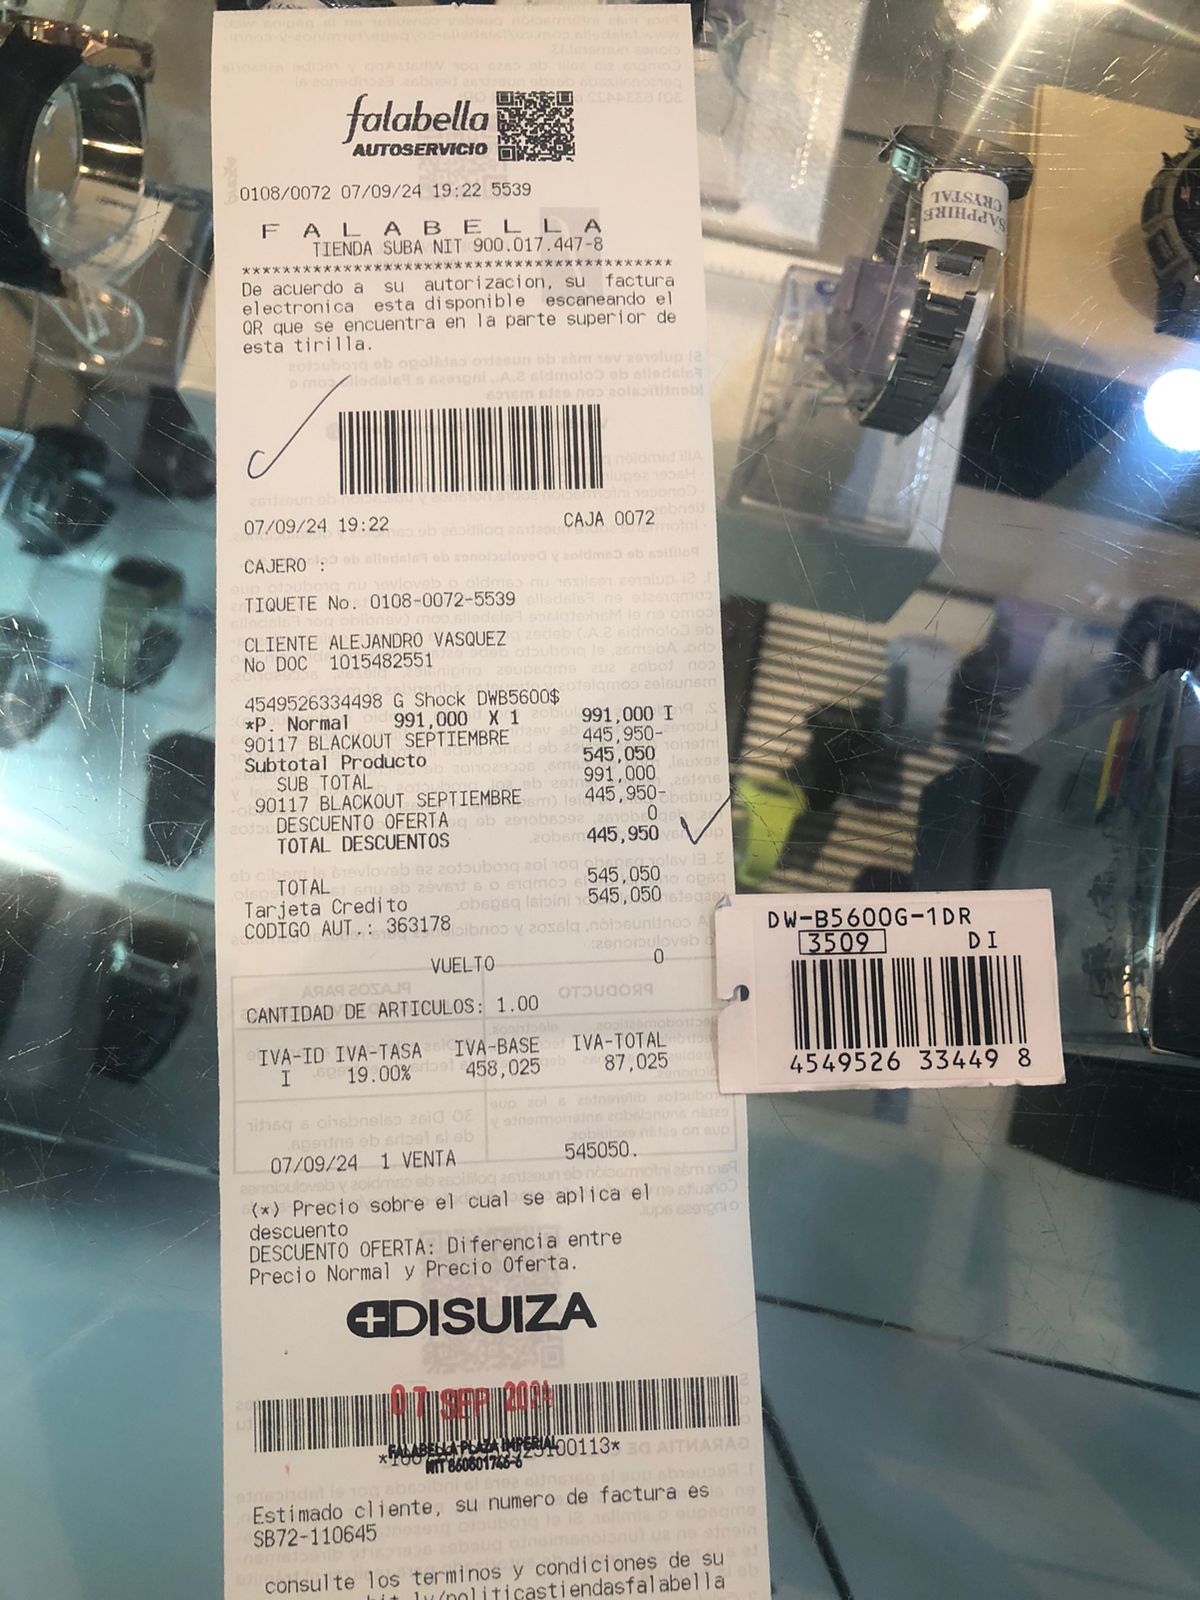 falabella
AUTOSERVICIO
0108/0072 07/09/24 19:22 5539
F A L A B E L L A
TIENDA SUBA NIT 900.017.447-8
*******************************************
De acuerdo a su autorizacion, su factura
electronica esta disponible escaneando el
QR que se encuentra en la parte superior de
esta tirilla.
07/09/24 19:22 CAJA 0072
CAJERO :
TIQUETE No. 0108-0072-5539
CLIENTE ALEJANDRO VASQUEZ
No DOC 1015482551
4549526334498 G Shock DWB5600$
*P. Normal 991,000 X 1 991,000 I
90117 BLACKOUT SEPTIEMBRE 445,950-
Subtotal Producto 545,050
SUB TOTAL 991,000
90117 BLACKOUT SEPTIEMBRE 445,950-
DESCUENTO OFERTA 0
TOTAL DESCUENTOS 445,950
TOTAL 545,050
Tarjeta Credito 545,050
CODIGO AUT.: 363178
VUELTO 0
CANTIDAD DE ARTICULOS: 1.00
IVA-ID IVA-TASA IVA-BASE IVA-TOTAL
I 19.00% 458,025 87,025
07/09/24 1 VENTA 545050.
(*) Precio sobre el cual se aplica el
descuento
DESCUENTO OFERTA: Diferencia entre
Precio Normal y Precio Oferta.
DISUIZA
07 SEP 2024
FALABELLA PLAZA IMPERIAL
NIT 860601746-6
Estimado cliente, su numero de factura es
SB72-110645
consulte los terminos y condiciones de su
bit.ly/politicastiendasfalabella
DW-B5600G-1DR
3509 DI
4549526 33449 8
SAPPHIRE
CRYSTAL